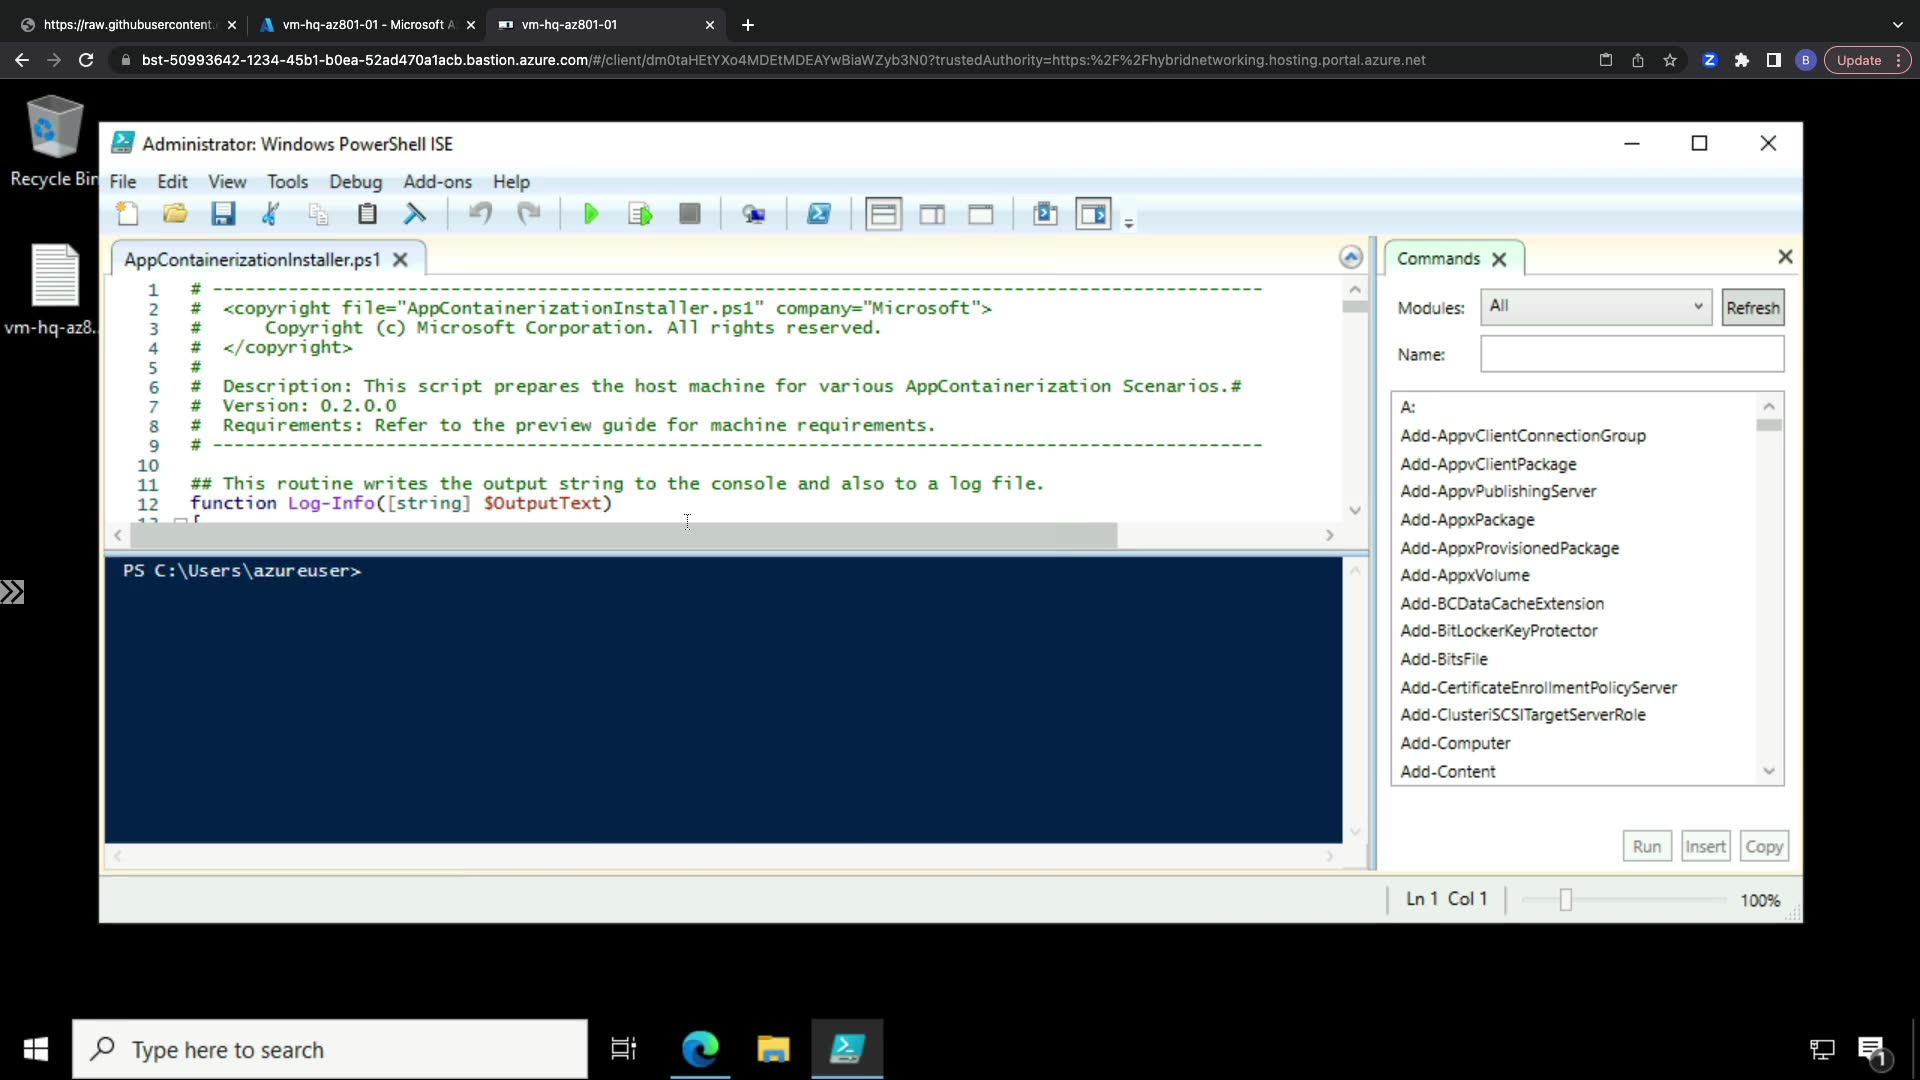 https://raw.githubusercontent.
vm-hq-az801-01 - Microsoft A
vm-hq-az801-01
bst-50993642-1234-45b1-b0ea-52ad470a1acb.bastion.azure.com/#/client/dm0taHEtYXo4MDEtMDEAYwBiaWZyb3N0?trustedAuthority=https:%2F%2Fhybridnetworking.hosting.portal.azure.net
Z
B
Update
Recycle Bin
vm-hq-az8...
Administrator: Windows PowerShell ISE
File Edit View Tools Debug Add-ons Help
AppContainerizationInstaller.ps1
1 # -------------------------------------------------------------------------------------------------
2 # <copyright file="AppContainerizationInstaller.ps1" company="Microsoft">
3 #     Copyright (c) Microsoft Corporation. All rights reserved.
4 # </copyright>
5 #
6 # Description: This script prepares the host machine for various AppContainerization Scenarios.#
7 # Version: 0.2.0.0
8 # Requirements: Refer to the preview guide for machine requirements.
9 # -------------------------------------------------------------------------------------------------
10
11 ## This routine writes the output string to the console and also to a log file.
12 function Log-Info([string] $OutputText)
13 {
PS C:\Users\azureuser>
Commands
Modules: All Refresh
Name:
A:
Add-AppvClientConnectionGroup
Add-AppvClientPackage
Add-AppvPublishingServer
Add-AppxPackage
Add-AppxProvisionedPackage
Add-AppxVolume
Add-BCDataCacheExtension
Add-BitLockerKeyProtector
Add-BitsFile
Add-CertificateEnrollmentPolicyServer
Add-ClusteriSCSITargetServerRole
Add-Computer
Add-Content
Run Insert Copy
Ln 1 Col 1 100%
Type here to search
1